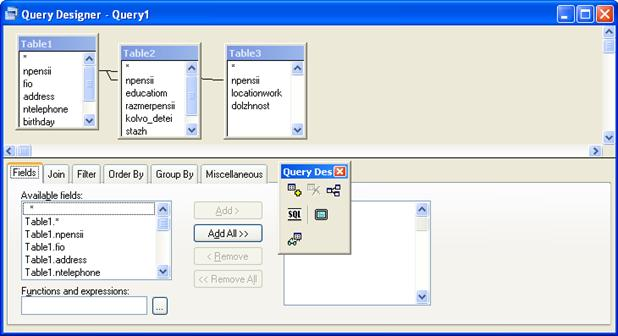 Query Designer - Query1
Table1
*
npensii
fio
address
ntelephone
birthday
Table2
*
npensii
educatiom
razmerpensii
kolvo_detei
stazh
Table3
*
npensii
locationwork
dolzhnost
Fields
Join
Filter
Order By
Group By
Miscellaneous
Query Des
Available fields:
*
Table1.*
Table1.npensii
Table1.fio
Table1.address
Table1.ntelephone
Add >
Add All >>
< Remove
<< Remove All
SQL
Functions and expressions:
...